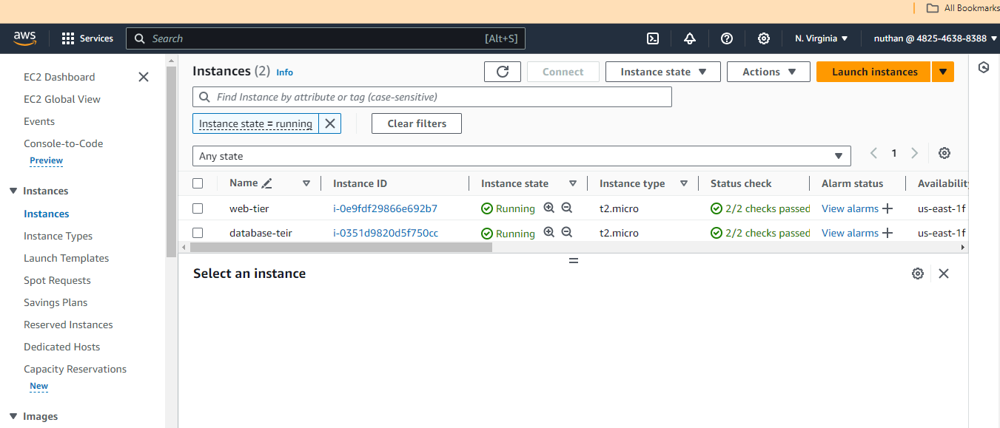 All Bookmarks
aws Services Search [Alt+S] N. Virginia nuthan @ 4825-4638-8388
EC2 Dashboard
EC2 Global View
Events
Console-to-Code
Preview
Instances
Instances
Instance Types
Launch Templates
Spot Requests
Savings Plans
Reserved Instances
Dedicated Hosts
Capacity Reservations
New
Images
Instances (2) Info Connect Instance state Actions Launch instances
Find Instance by attribute or tag (case-sensitive)
Instance state = running Clear filters
Any state 1
Name Instance ID Instance state Instance type Status check Alarm status Availability
web-tier i-0e9fdf29866e692b7 Running t2.micro 2/2 checks passed View alarms us-east-1f
database-teir i-0351d9820d5f750cc Running t2.micro 2/2 checks passed View alarms us-east-1f
Select an instance